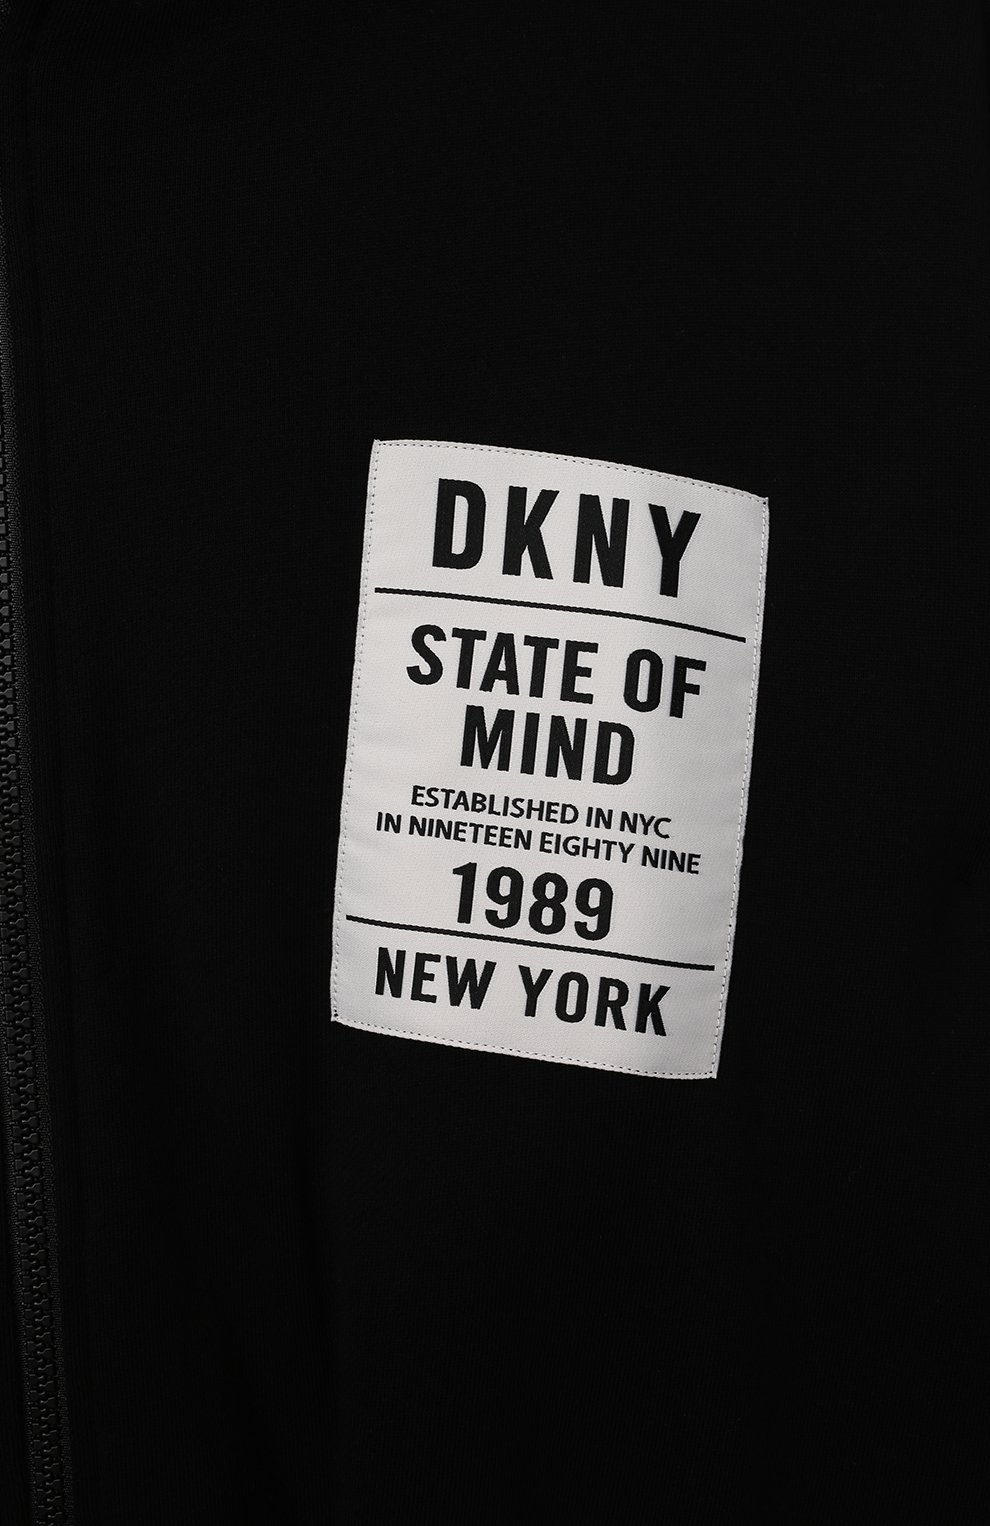 DKNY
STATE OF
MIND
ESTABLISHED IN NYC
IN NINETEEN EIGHTY NINE
1989
NEW YORK